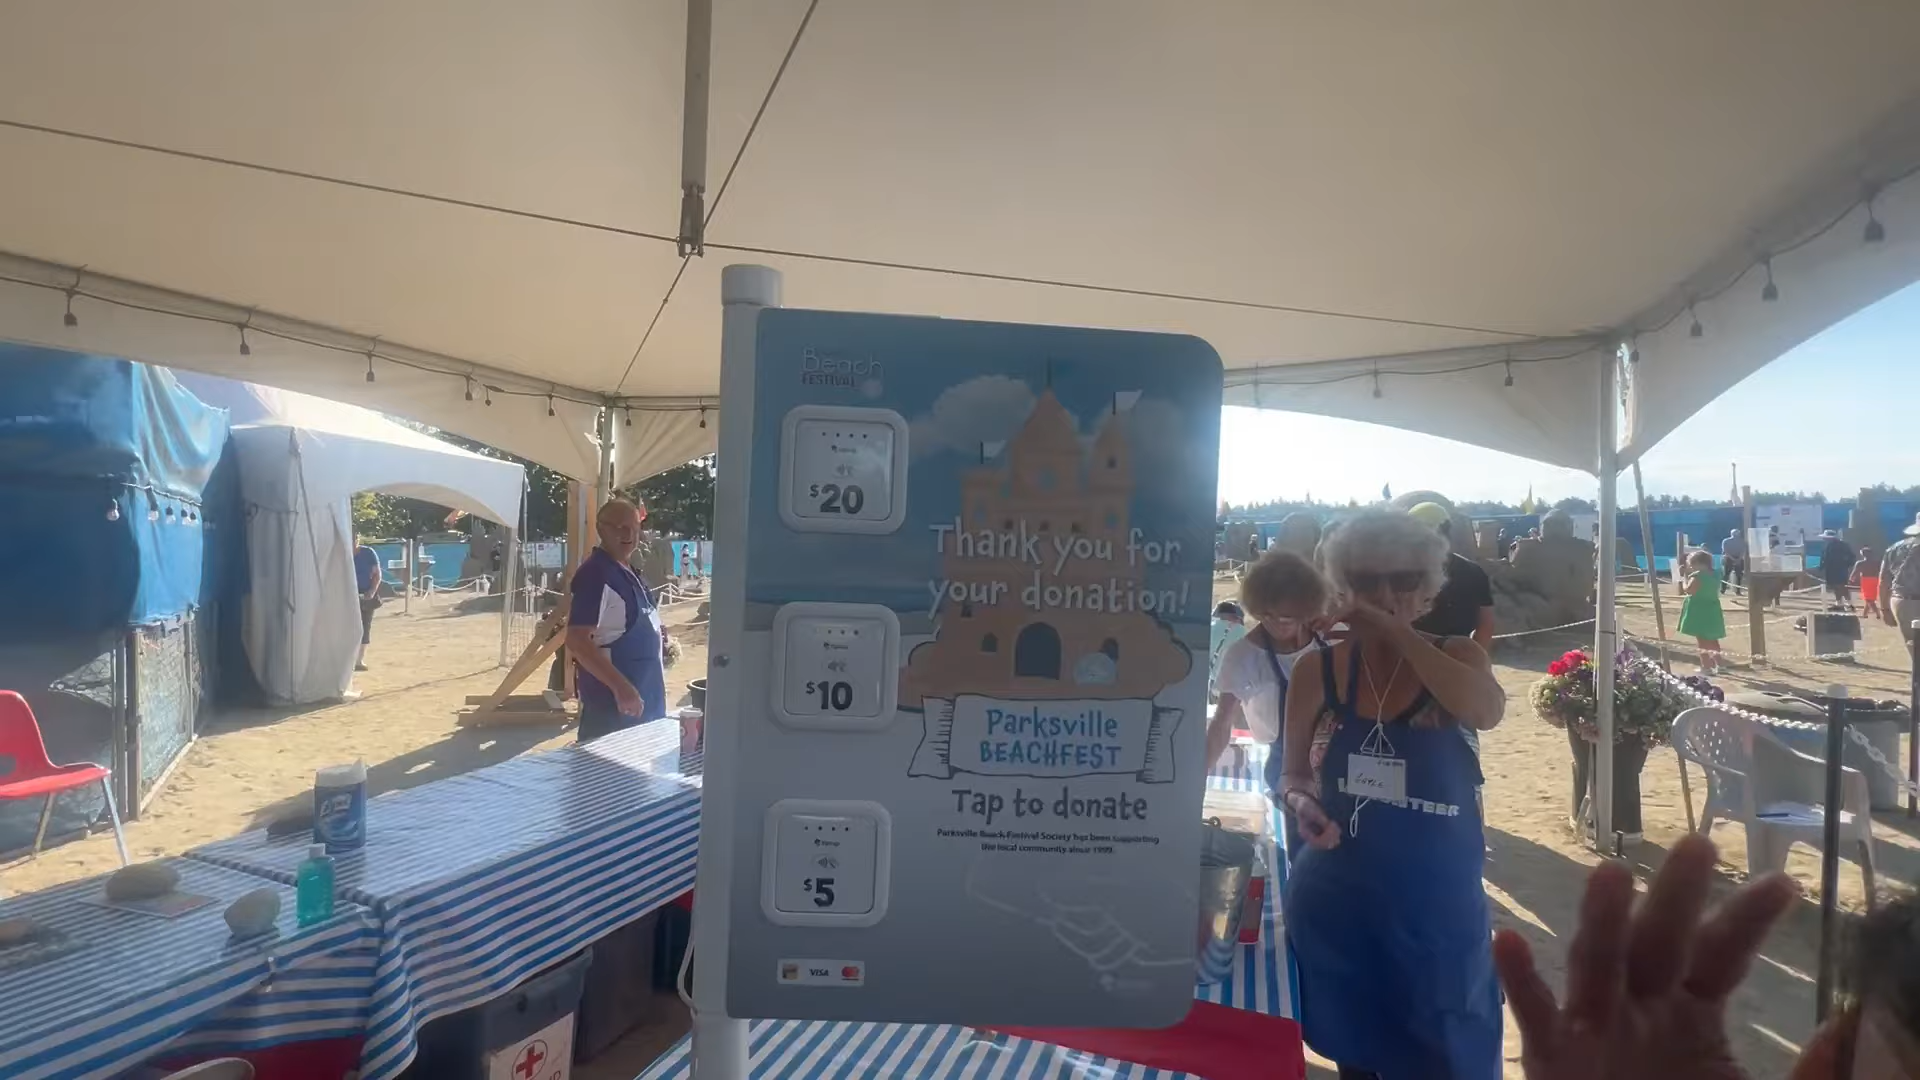 Beach
FESTIVAL
$20
Thank you for
your donation!
$10
Parksville
BEACHFEST
Tap to donate
Parksville Beach Festival Society has been supporting
the local community since 1999.
$5
VISA